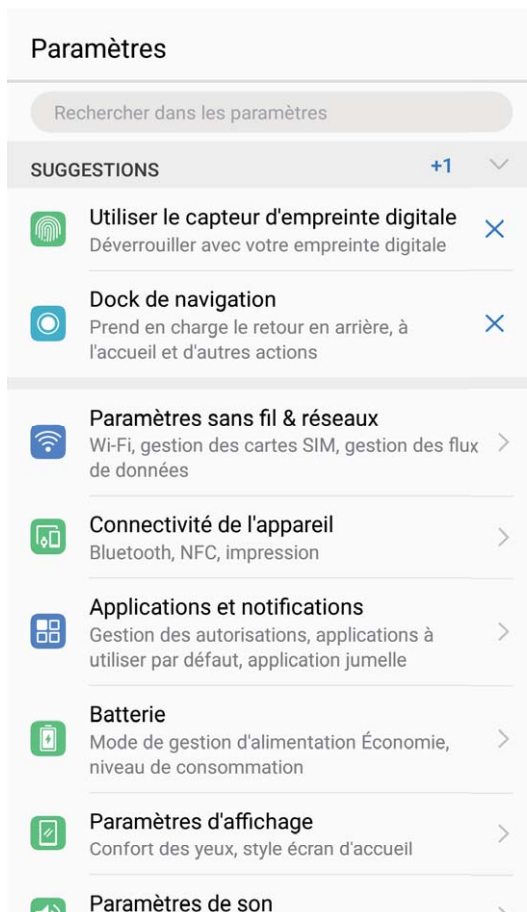 Paramètres
Rechercher dans les paramètres
SUGGESTIONS +1
Utiliser le capteur d'empreinte digitale
Déverrouiller avec votre empreinte digitale
Dock de navigation
Prend en charge le retour en arrière, à
l'accueil et d'autres actions
Paramètres sans fil & réseaux
Wi-Fi, gestion des cartes SIM, gestion des flux
de données
Connectivité de l'appareil
Bluetooth, NFC, impression
Applications et notifications
Gestion des autorisations, applications à
utiliser par défaut, application jumelle
Batterie
Mode de gestion d'alimentation Économie,
niveau de consommation
Paramètres d'affichage
Confort des yeux, style écran d'accueil
Paramètres de son